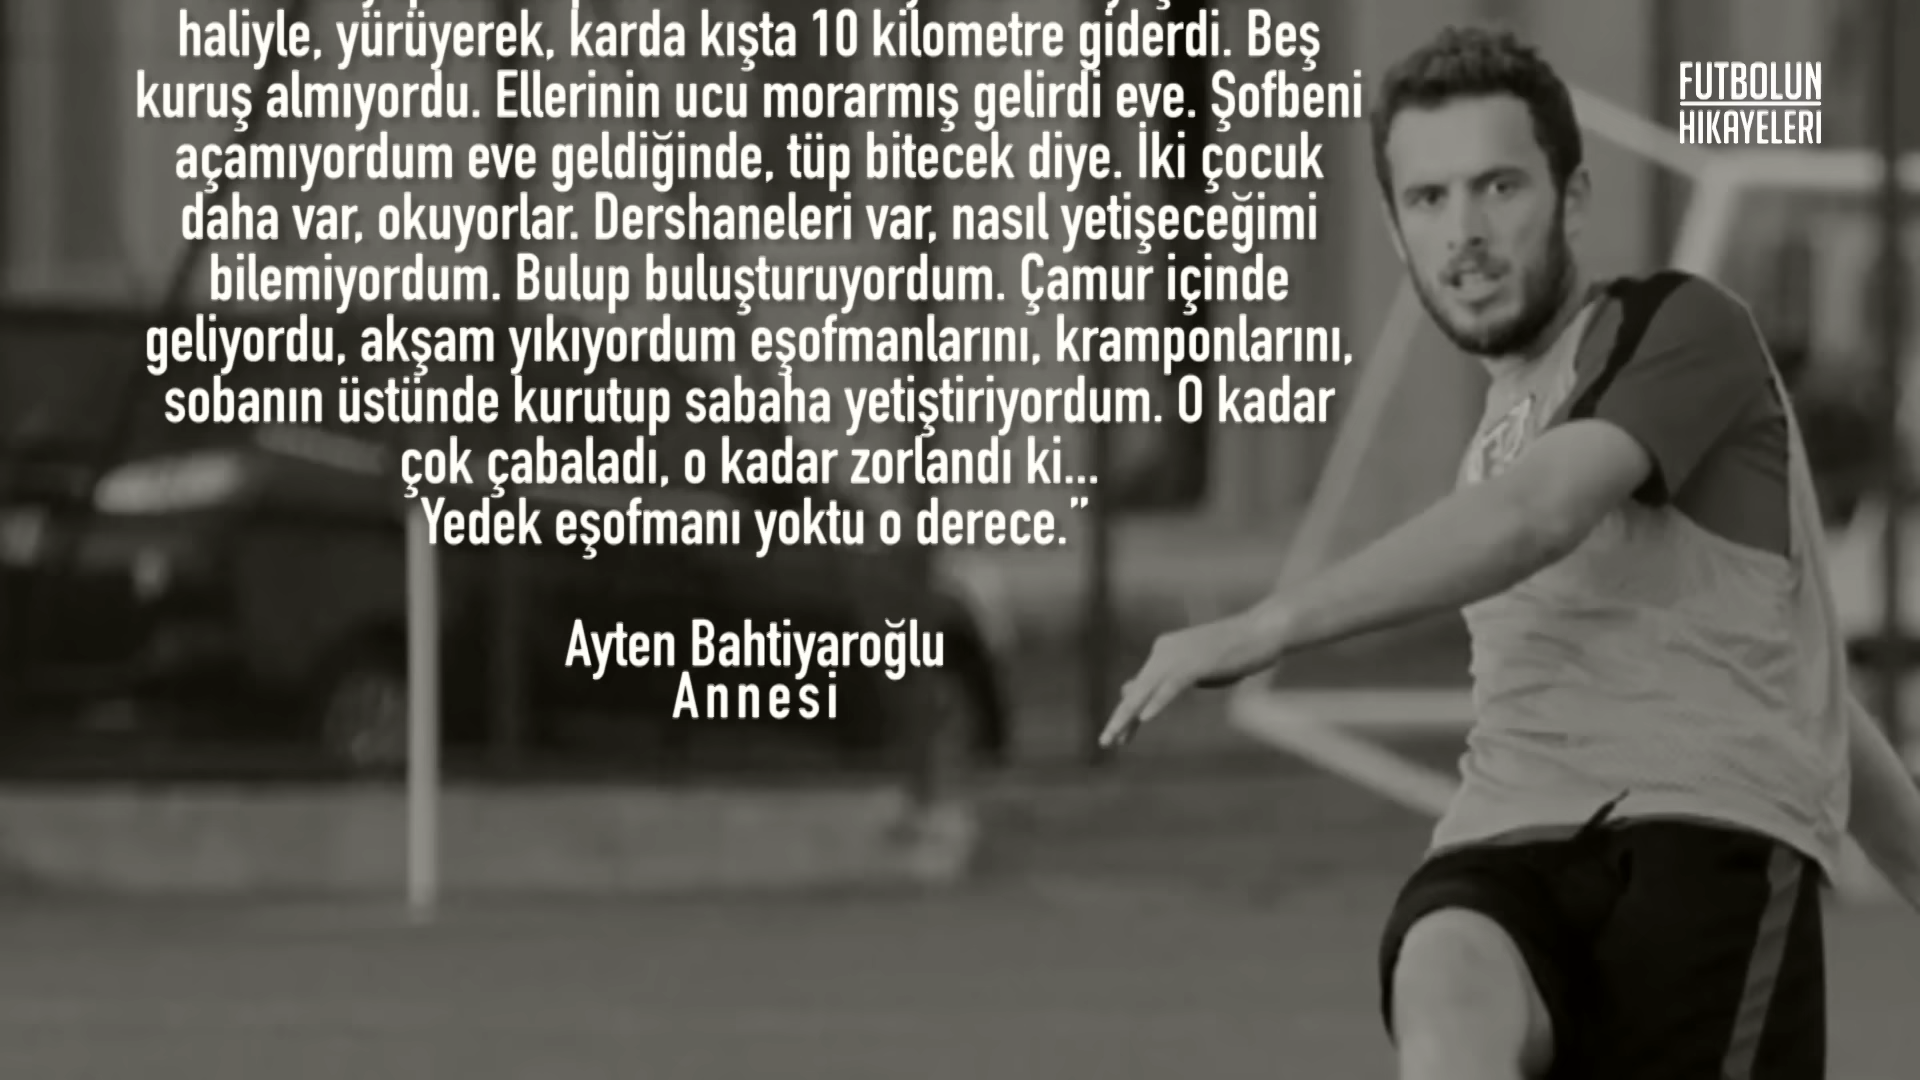 haliyle, yürüyerek, karda kışta 10 kilometre giderdi. Beş
kuruş almıyordu. Ellerinin ucu morarmış gelirdi eve. Şofbeni
açamıyordum eve geldiğinde, tüp bitecek diye. İki çocuk
daha var, okuyorlar. Dershaneleri var, nasıl yetişeceğimi
bilemiyordum. Bulup buluşturuyordum. Çamur içinde
geliyordu, akşam yıkıyordum eşofmanlarını, kramponlarını,
sobanın üstünde kurutup sabaha yetiştiriyordum. O kadar
çok çabaladı, o kadar zorlandı ki...
Yedek eşofmanı yoktu o derece.”
Ayten Bahtiyaroğlu
Annesi
FUTBOLUN
HIKAYELERI